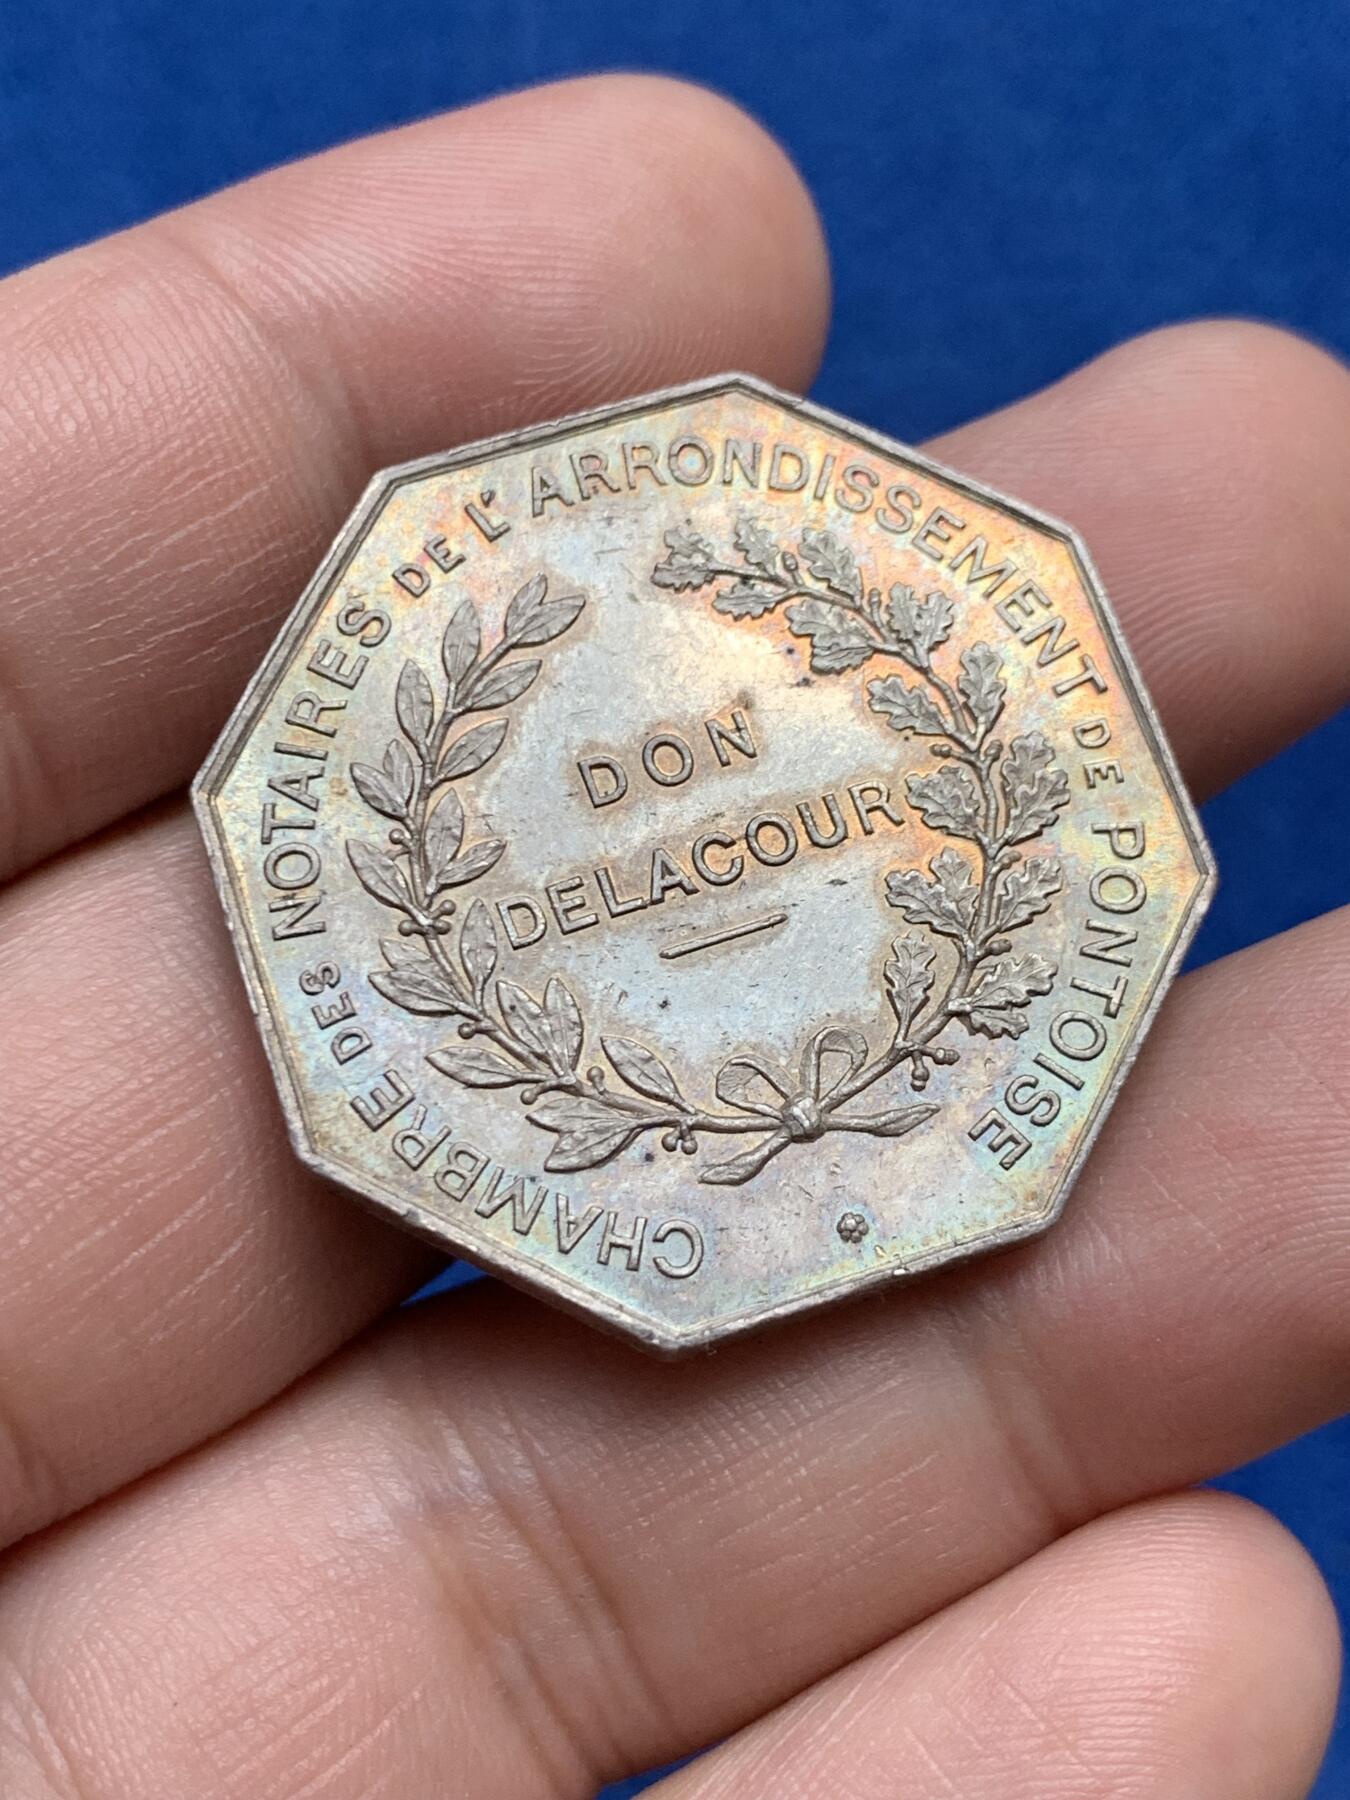 CHAMBRE DES NOTAIRES DE L'ARRONDISSEMENT DE PONTOISE
DON
DELACOUR